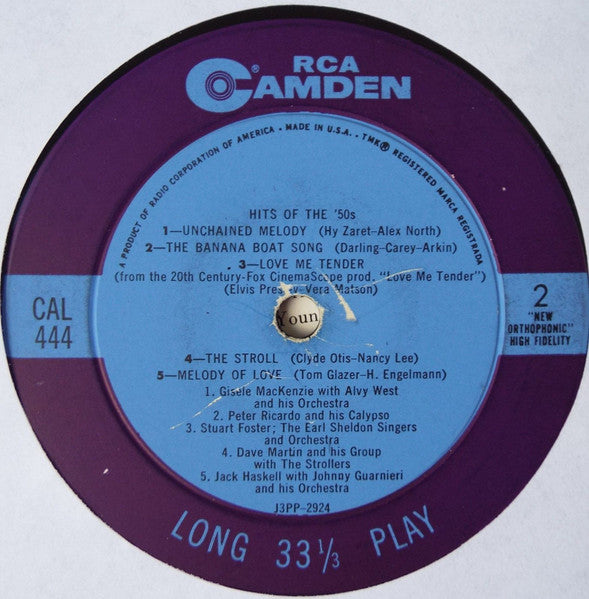 RCA
CAMDEN
®
A PRODUCT OF RADIO CORPORATION OF AMERICA • MADE IN U.S.A. • TMK® REGISTERED MARCA REGISTRADA
HITS OF THE '50s
1—UNCHAINED MELODY (Hy Zaret-Alex North)
2—THE BANANA BOAT SONG (Darling-Carey-Arkin)
3—LOVE ME TENDER
(from the 20th Century-Fox CinemaScope prod. "Love Me Tender")
(Elvis Presley-Vera Matson)
CAL
444
2
"NEW
ORTHOPHONIC"
HIGH FIDELITY
Youn
4—THE STROLL (Clyde Otis-Nancy Lee)
5—MELODY OF LOVE (Tom Glazer-H. Engelmann)
1. Gisele MacKenzie with Alvy West
and his Orchestra
2. Peter Ricardo and his Calypso
3. Stuart Foster; The Earl Sheldon Singers
and Orchestra
4. Dave Martin and his Group
with The Strollers
5. Jack Haskell with Johnny Guarnieri
and his Orchestra
J3PP-2924
LONG 33⅓ PLAY